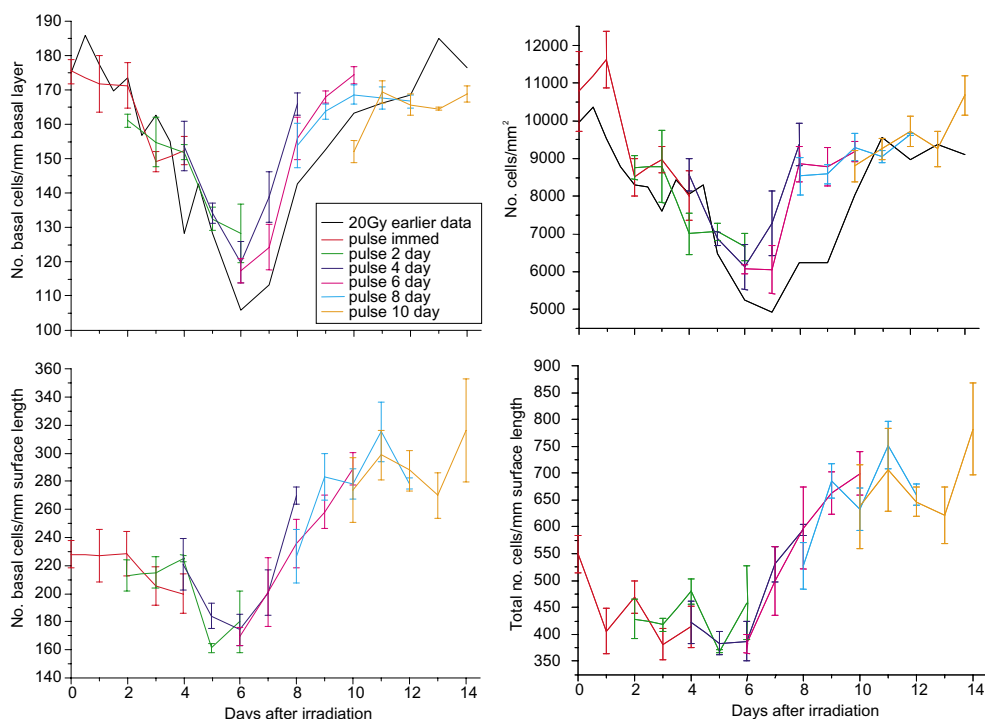 No. basal cells/mm basal layer
190
180
170
160
150
140
130
120
110
100
20Gy earlier data
pulse immed
pulse 2 day
pulse 4 day
pulse 6 day
pulse 8 day
pulse 10 day
No. cells/mm²
12000
11000
10000
9000
8000
7000
6000
5000
No. basal cells/mm surface length
360
340
320
300
280
260
240
220
200
180
160
140
0 2 4 6 8 10 12 14
Days after irradiation
Total no. cells/mm surface length
900
850
800
750
700
650
600
550
500
450
400
350
0 2 4 6 8 10 12 14
Days after irradiation